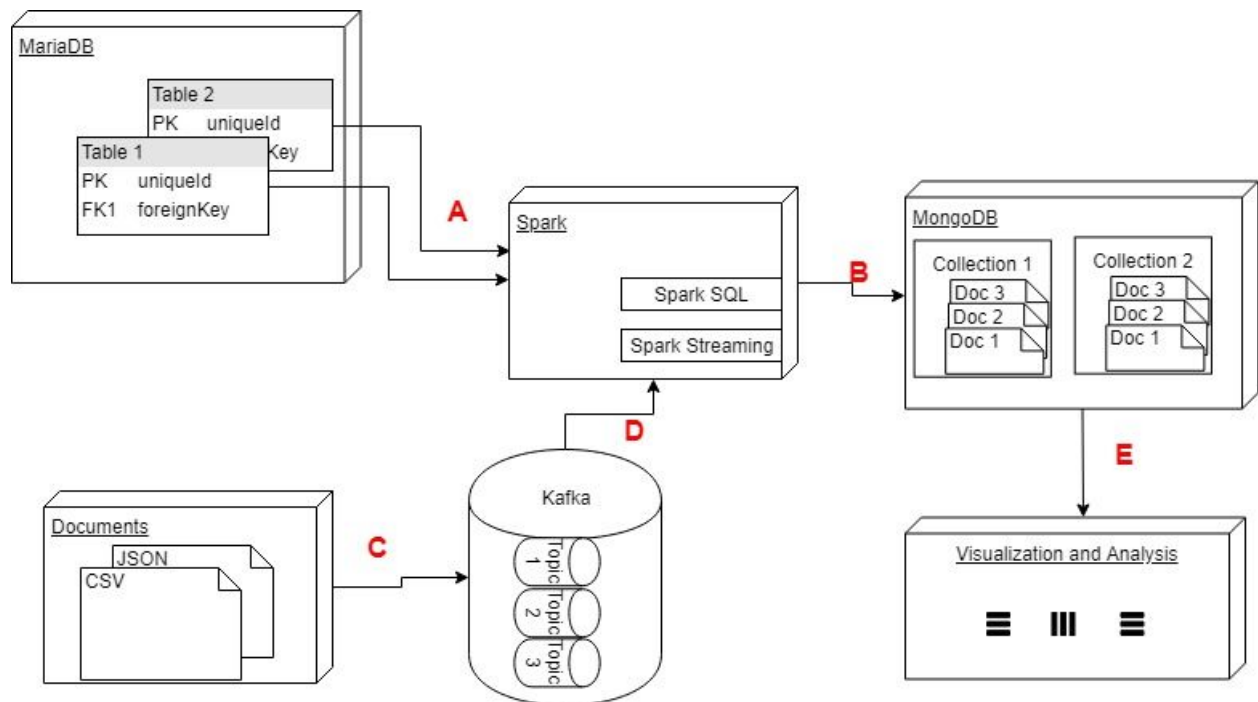 MariaDB
Table 2
PK uniqueId
Key
Table 1
PK uniqueId
FK1 foreignKey
A
Spark
Spark SQL
Spark Streaming
B
MongoDB
Collection 1
Doc 3
Doc 2
Doc 1
Collection 2
Doc 3
Doc 2
Doc 1
D
E
Documents
JSON
CSV
C
Kafka
Topic
1
Topic
2
Topic
3
Visualization and Analysis